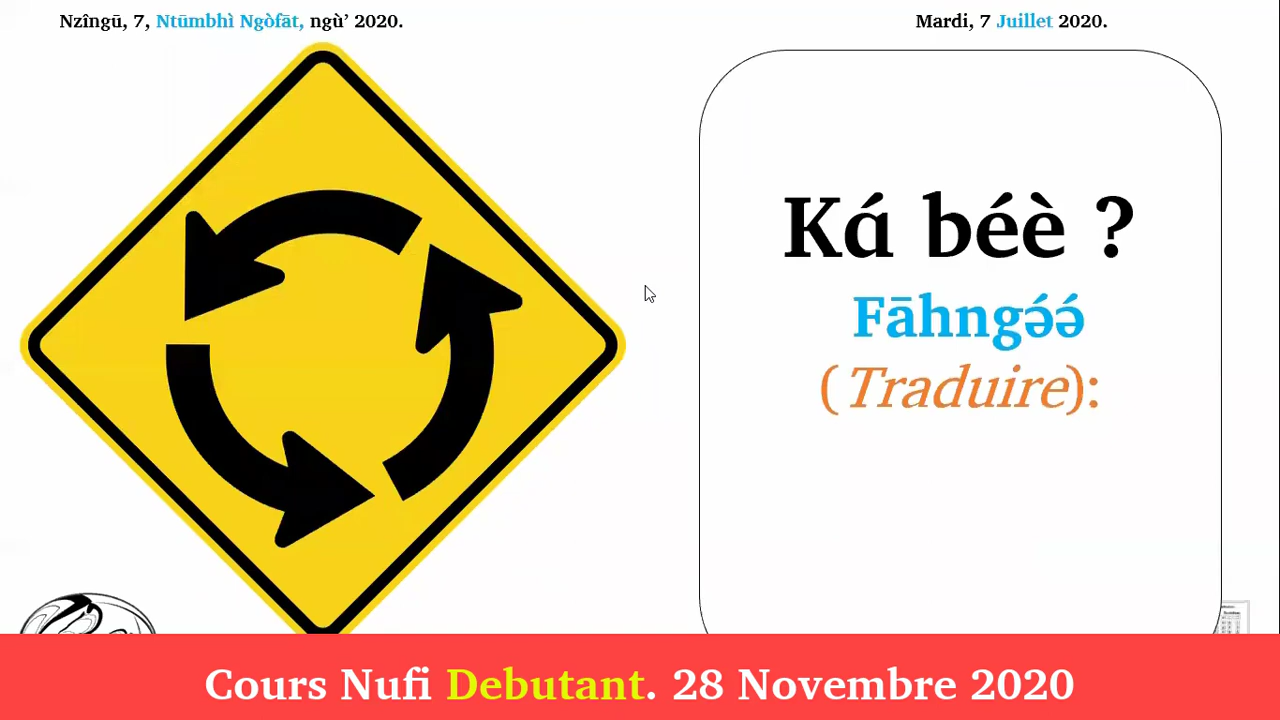 Nzîngū, 7, Ntūmbhì Ngòfāt, ngù’ 2020.
Mardi, 7 Juillet 2020.
Ká béè ?
Fāhngə́ə́
(Traduire):
Cours Nufi Debutant. 28 Novembre 2020